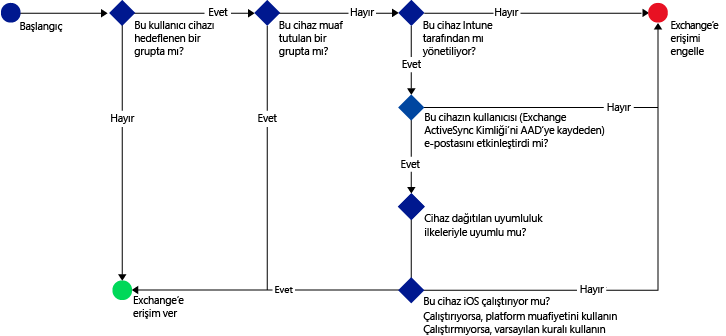 Başlangıç
Bu kullanıcı cihazı
hedeflenen bir
grupta mı?
Evet
Bu cihaz muaf
tutulan bir
grupta mı?
Hayır
Bu cihaz Intune
tarafından mı
yönetiliyor?
Hayır
Exchange'e
erişimi
engelle
Evet
Hayır
Evet
Hayır
Bu cihazın kullanıcısı (Exchange
ActiveSync Kimliği'ni AAD'ye kaydeden)
e-postasını etkinleştirdi mi?
Evet
Cihaz dağıtılan uyumluluk
ilkeleriyle uyumlu mu?
Evet
Hayır
Exchange'e
erişim ver
Bu cihaz iOS çalıştırıyor mu?
Çalıştırıyorsa, platform muafiyetini kullanın
Çalıştırmıyorsa, varsayılan kuralı kullanın